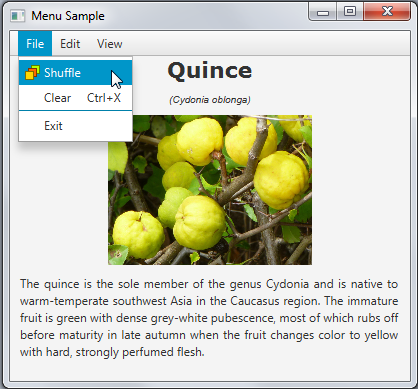 Menu Sample
File Edit View
Shuffle
Clear Ctrl+X
Exit
Quince
(Cydonia oblonga)
The quince is the sole member of the genus Cydonia and is native to
warm-temperate southwest Asia in the Caucasus region. The immature
fruit is green with dense grey-white pubescence, most of which rubs off
before maturity in late autumn when the fruit changes color to yellow
with hard, strongly perfumed flesh.